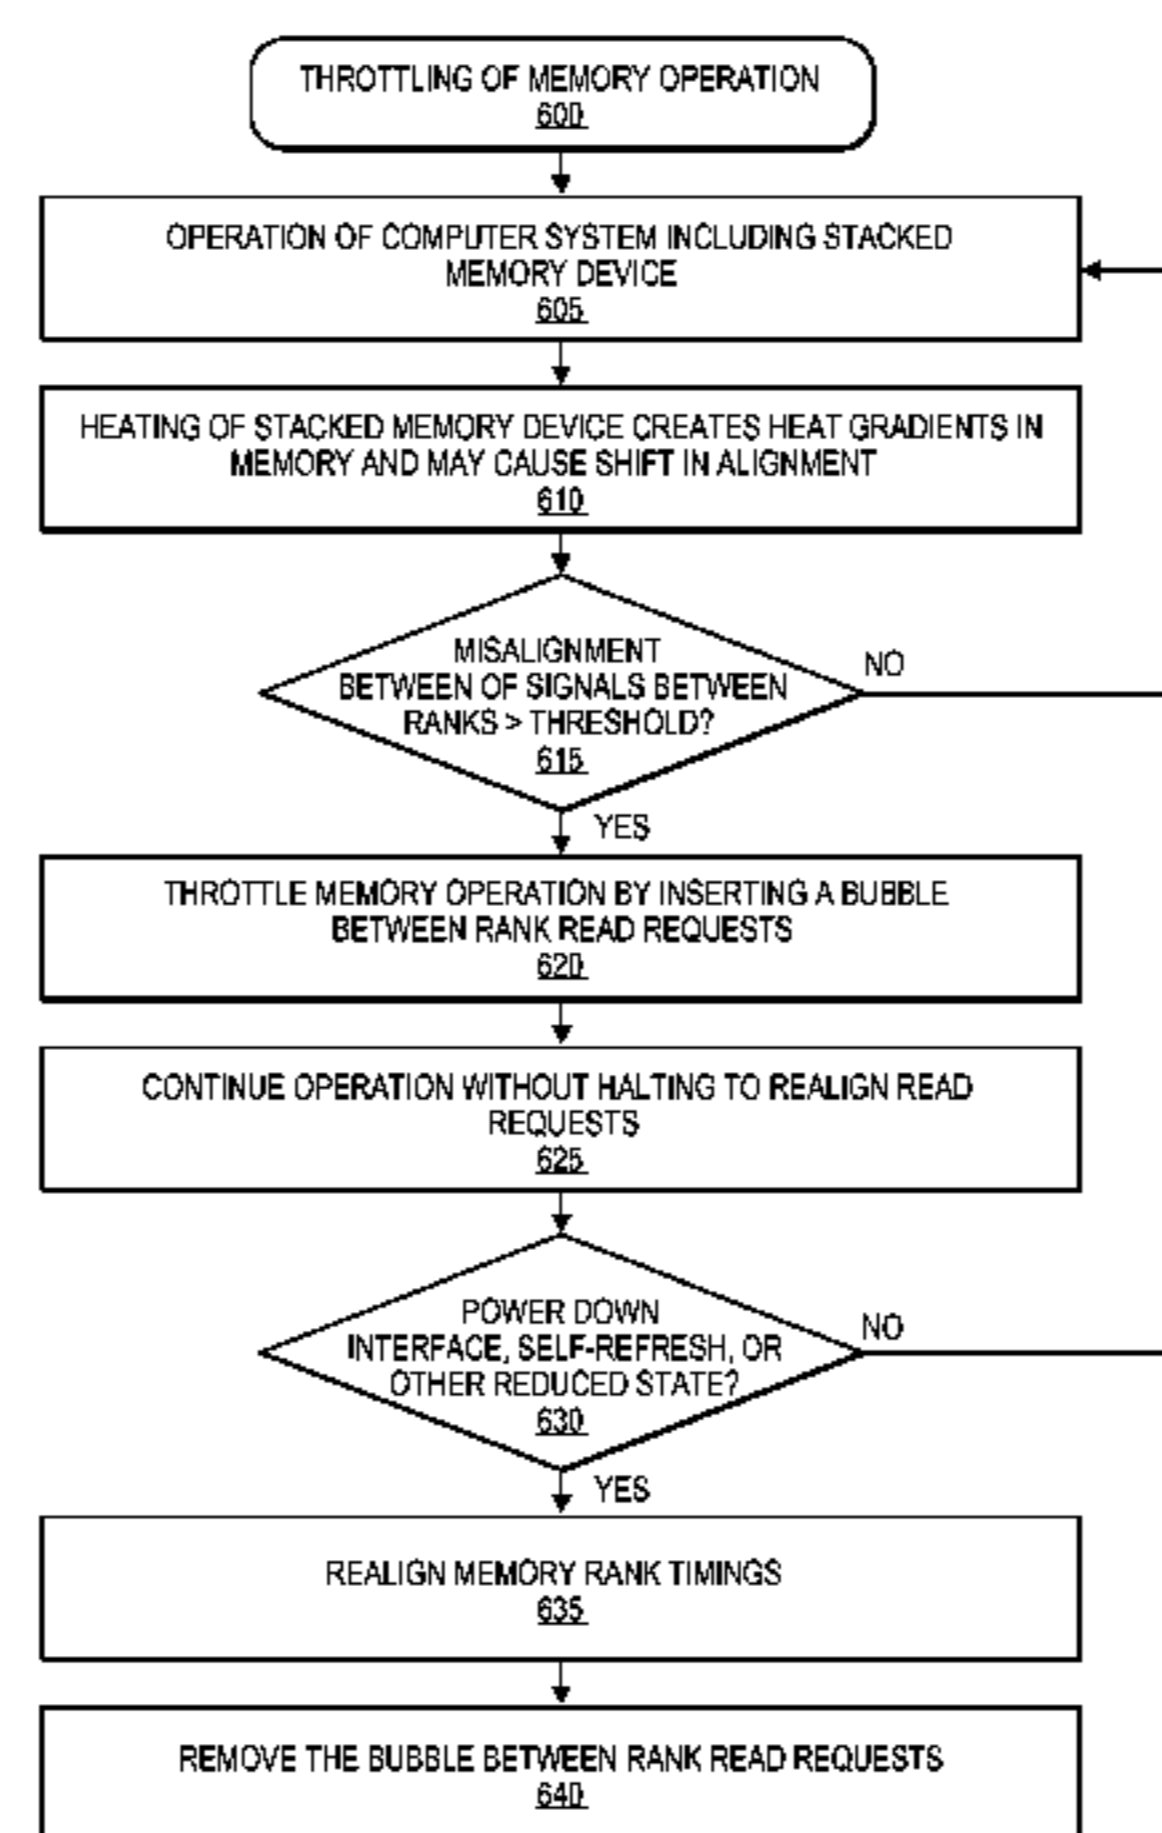 THROTTLING OF MEMORY OPERATION
600
OPERATION OF COMPUTER SYSTEM INCLUDING STACKED
MEMORY DEVICE
605
HEATING OF STACKED MEMORY DEVICE CREATES HEAT GRADIENTS IN
MEMORY AND MAY CAUSE SHIFT IN ALIGNMENT
610
MISALIGNMENT
BETWEEN OF SIGNALS BETWEEN
RANKS > THRESHOLD?
615
NO
YES
THROTTLE MEMORY OPERATION BY INSERTING A BUBBLE
BETWEEN RANK READ REQUESTS
620
CONTINUE OPERATION WITHOUT HALTING TO REALIGN READ
REQUESTS
625
POWER DOWN
INTERFACE, SELF-REFRESH, OR
OTHER REDUCED STATE?
630
NO
YES
REALIGN MEMORY RANK TIMINGS
635
REMOVE THE BUBBLE BETWEEN RANK READ REQUESTS
640